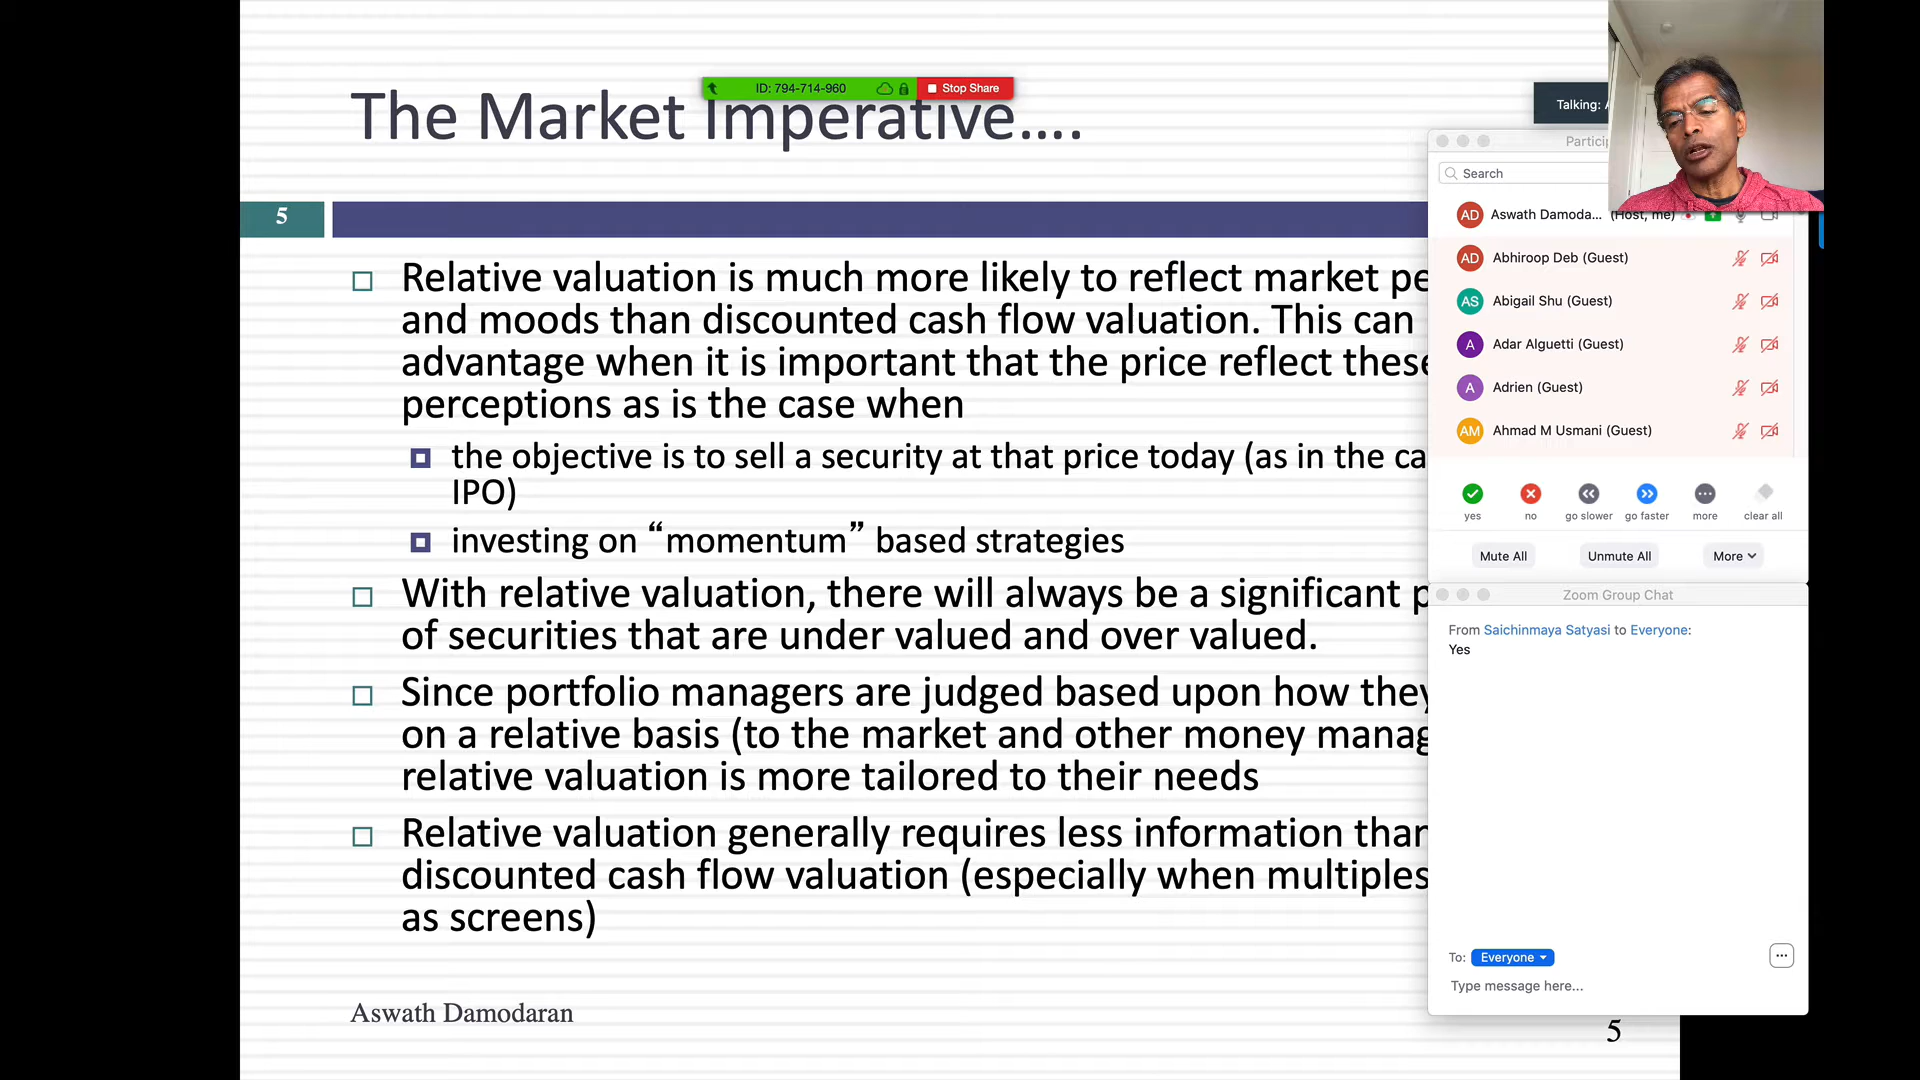 The Market Imperative....
ID: 794-714-960
Stop Share
5
Relative valuation is much more likely to reflect market
and moods than discounted cash flow valuation. This can
advantage when it is important that the price reflect these
perceptions as is the case when
the objective is to sell a security at that price today (as in the
IPO)
investing on “momentum” based strategies
With relative valuation, there will always be a significant
of securities that are under valued and over valued.
Since portfolio managers are judged based upon how they
on a relative basis (to the market and other money
relative valuation is more tailored to their needs
Relative valuation generally requires less information than
discounted cash flow valuation (especially when multiples
as screens)
Aswath Damodaran
5
Talking:
Search
AD Aswath Damoda... (Host, me)
AD Abhiroop Deb (Guest)
AS Abigail Shu (Guest)
A Adar Alguetti (Guest)
A Adrien (Guest)
AM Ahmad M Usmani (Guest)
yes no go slower go faster more clear all
Mute All Unmute All More
Zoom Group Chat
From Saichinmaya Satyasi to Everyone:
Yes
To: Everyone
Type message here...